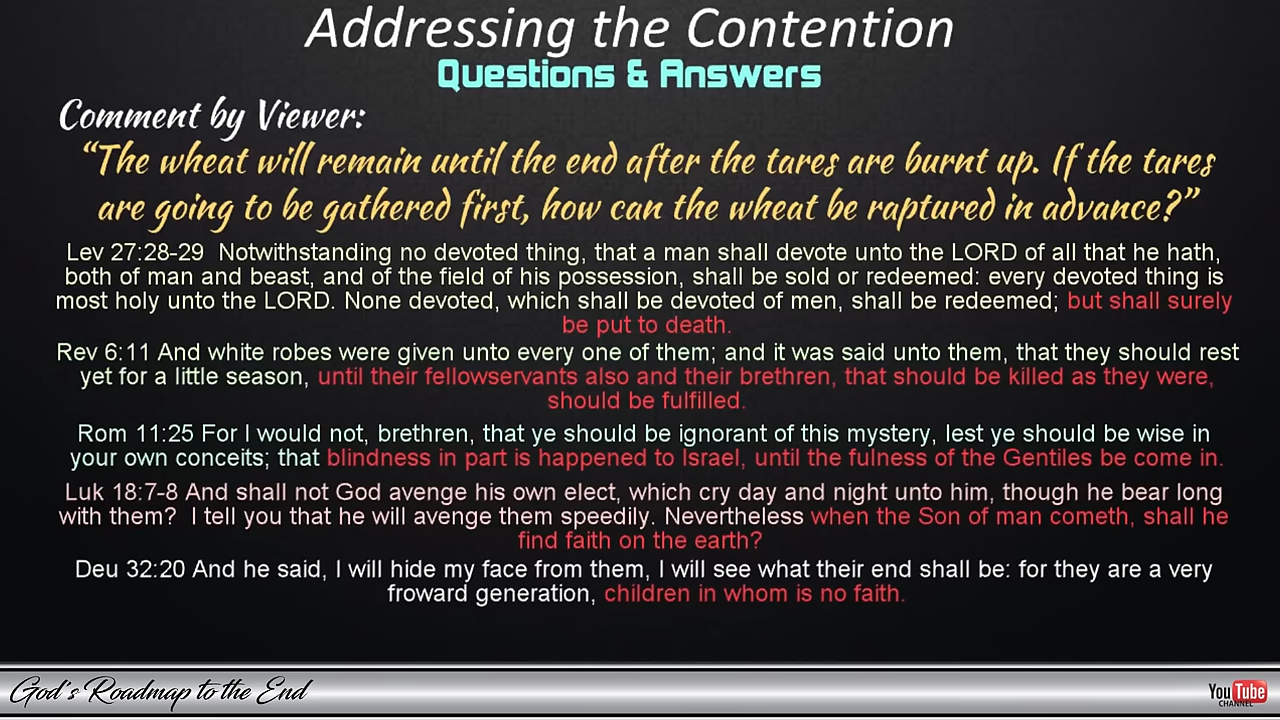 Addressing the Contention
Questions & Answers
Comment by Viewer:
“The wheat will remain until the end after the tares are burnt up. If the tares
are going to be gathered first, how can the wheat be raptured in advance?”
Lev 27:28-29  Notwithstanding no devoted thing, that a man shall devote unto the LORD of all that he hath,
both of man and beast, and of the field of his possession, shall be sold or redeemed: every devoted thing is
most holy unto the LORD. None devoted, which shall be devoted of men, shall be redeemed; but shall surely
be put to death.
Rev 6:11 And white robes were given unto every one of them; and it was said unto them, that they should rest
yet for a little season, until their fellowservants also and their brethren, that should be killed as they were,
should be fulfilled.
Rom 11:25 For I would not, brethren, that ye should be ignorant of this mystery, lest ye should be wise in
your own conceits; that blindness in part is happened to Israel, until the fulness of the Gentiles be come in.
Luk 18:7-8 And shall not God avenge his own elect, which cry day and night unto him, though he bear long
with them?  I tell you that he will avenge them speedily. Nevertheless when the Son of man cometh, shall he
find faith on the earth?
Deu 32:20 And he said, I will hide my face from them, I will see what their end shall be: for they are a very
froward generation, children in whom is no faith.
God's Roadmap to the End
YouTube
CHANNEL